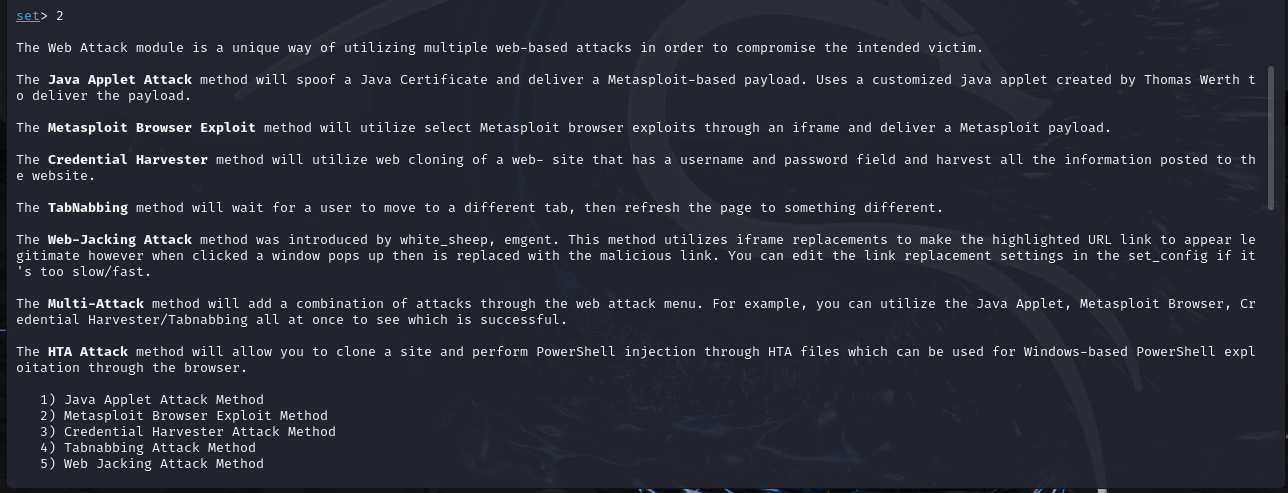 set> 2
The Web Attack module is a unique way of utilizing multiple web-based attacks in order to compromise the intended victim.
The Java Applet Attack method will spoof a Java Certificate and deliver a Metasploit-based payload. Uses a customized java applet created by Thomas Werth t
o deliver the payload.
The Metasploit Browser Exploit method will utilize select Metasploit browser exploits through an iframe and deliver a Metasploit payload.
The Credential Harvester method will utilize web cloning of a web- site that has a username and password field and harvest all the information posted to th
e website.
The TabNabbing method will wait for a user to move to a different tab, then refresh the page to something different.
The Web-Jacking Attack method was introduced by white_sheep, emgent. This method utilizes iframe replacements to make the highlighted URL link to appear le
gitimate however when clicked a window pops up then is replaced with the malicious link. You can edit the link replacement settings in the set_config if it
's too slow/fast.
The Multi-Attack method will add a combination of attacks through the web attack menu. For example, you can utilize the Java Applet, Metasploit Browser, Cr
edential Harvester/Tabnabbing all at once to see which is successful.
The HTA Attack method will allow you to clone a site and perform PowerShell injection through HTA files which can be used for Windows-based PowerShell expl
oitation through the browser.
1) Java Applet Attack Method
2) Metasploit Browser Exploit Method
3) Credential Harvester Attack Method
4) Tabnabbing Attack Method
5) Web Jacking Attack Method